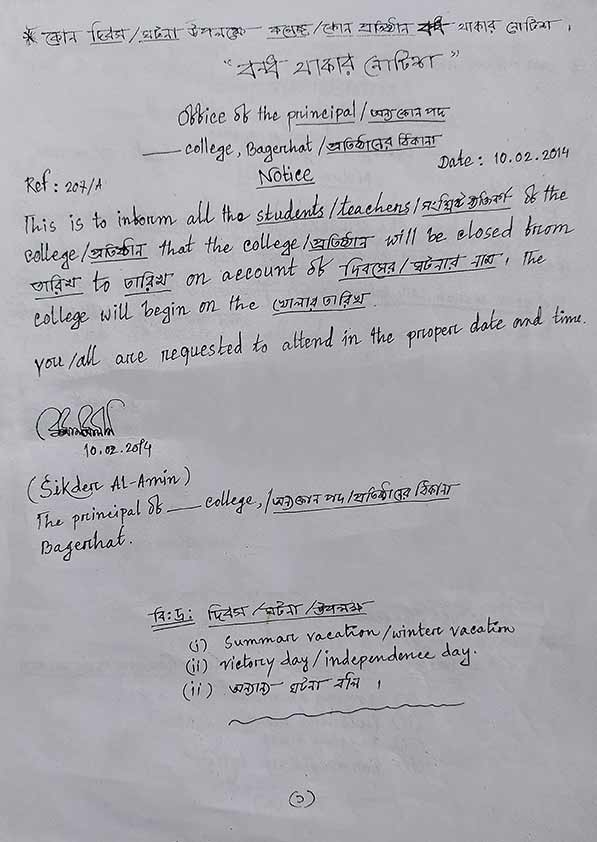 * কোন দিবস/ঘটনা উপলক্ষে কলেজ/কোন প্রতিষ্ঠান বন্ধ থাকার নোটিশ।
"বন্ধ থাকার নোটিশ"
Office of the principal/অন্যকোন পদ
___ college, Bagerhat/প্রতিষ্ঠানের ঠিকানা
Date: 10.02.2014
Notice
Ref: 207/A
This is to inform all the students/teachers/সংশ্লিষ্ট ব্যক্তিবর্গ of the
college/প্রতিষ্ঠান that the college/প্রতিষ্ঠান will be closed from
তারিখ to তারিখ on account of দিবসের/ঘটনার নাম। The
college will begin on the খোলার তারিখ.
you/all are requested to attend in the proper date and time.
10.02.2014
(Sikder Al-Amin)
The principal of ___ college,/অন্যকোন পদ/প্রতিষ্ঠানের ঠিকানা
Bagerhat.
বি:দ্র: দিবস/ঘটনা/উপলক্ষ
(i) Summar vacation/winter vacation
(ii) victory day/independence day.
(ii) অন্যান্য ঘটনা বলি।
(১)